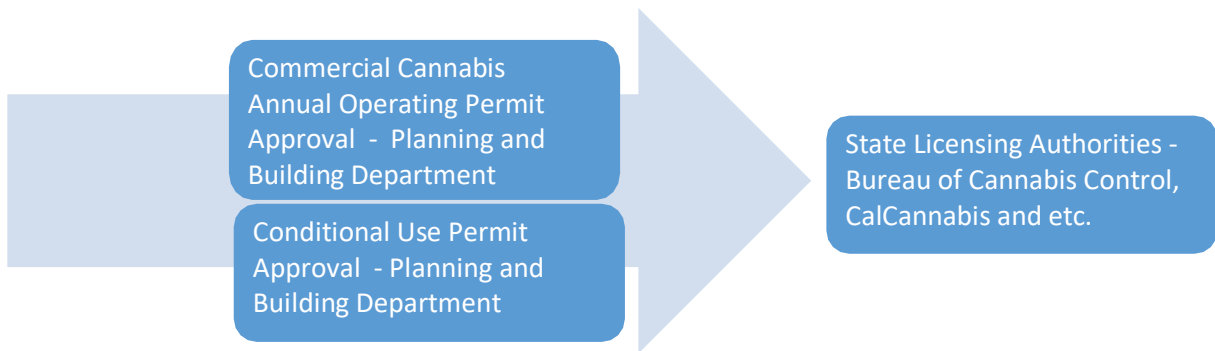 Commercial Cannabis
Annual Operating Permit
Approval - Planning and
Building Department
Conditional Use Permit
Approval - Planning and
Building Department
State Licensing Authorities -
Bureau of Cannabis Control,
CalCannabis and etc.